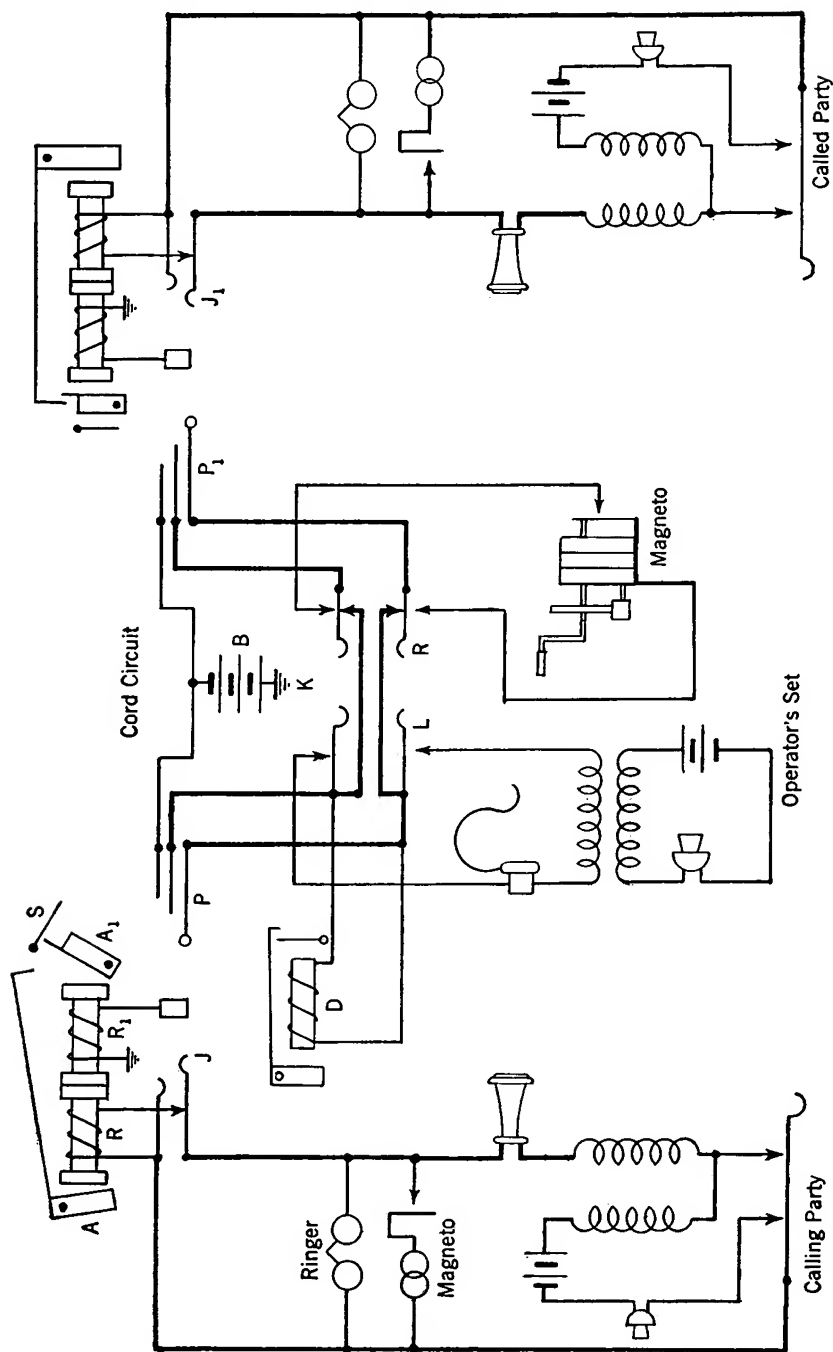 Cord Circuit
S
A₁
R₁
A
R
J
P
B
K
P₁
J₁
D
L
R
Ringer
Magneto
Magneto
Operator's Set
Calling Party
Called Party